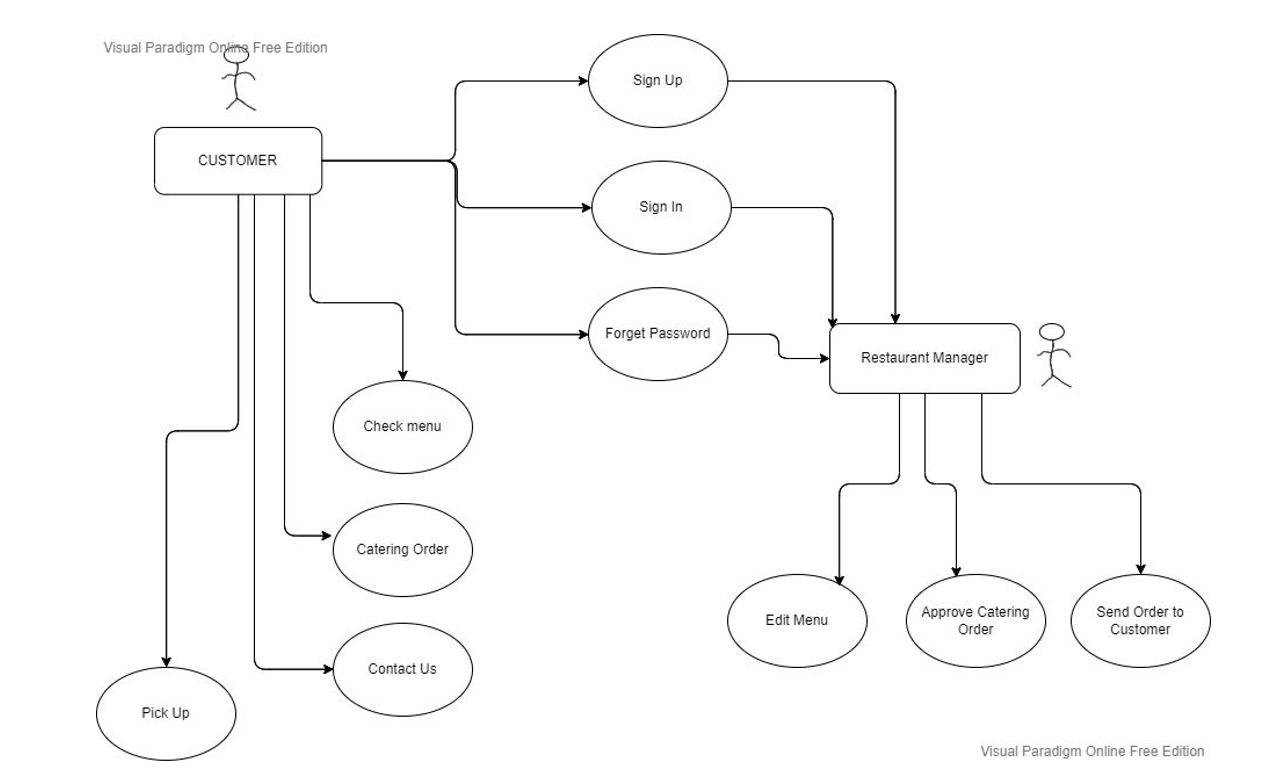 Visual Paradigm Online Free Edition
Sign Up
CUSTOMER
Sign In
Forget Password
Restaurant Manager
Check menu
Catering Order
Edit Menu
Approve Catering
Order
Send Order to
Customer
Contact Us
Pick Up
Visual Paradigm Online Free Edition